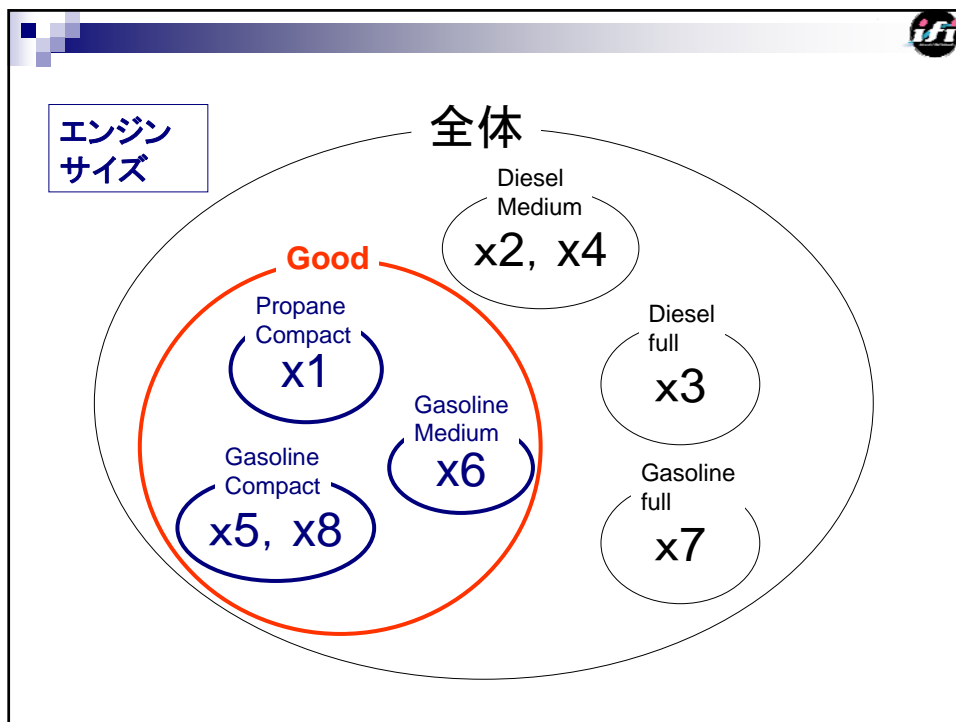 ifi
エンジン
サイズ
全体
Diesel
Medium
x2, x4
Good
Propane
Compact
x1
Diesel
full
x3
Gasoline
Medium
x6
Gasoline
Compact
x5, x8
Gasoline
full
x7